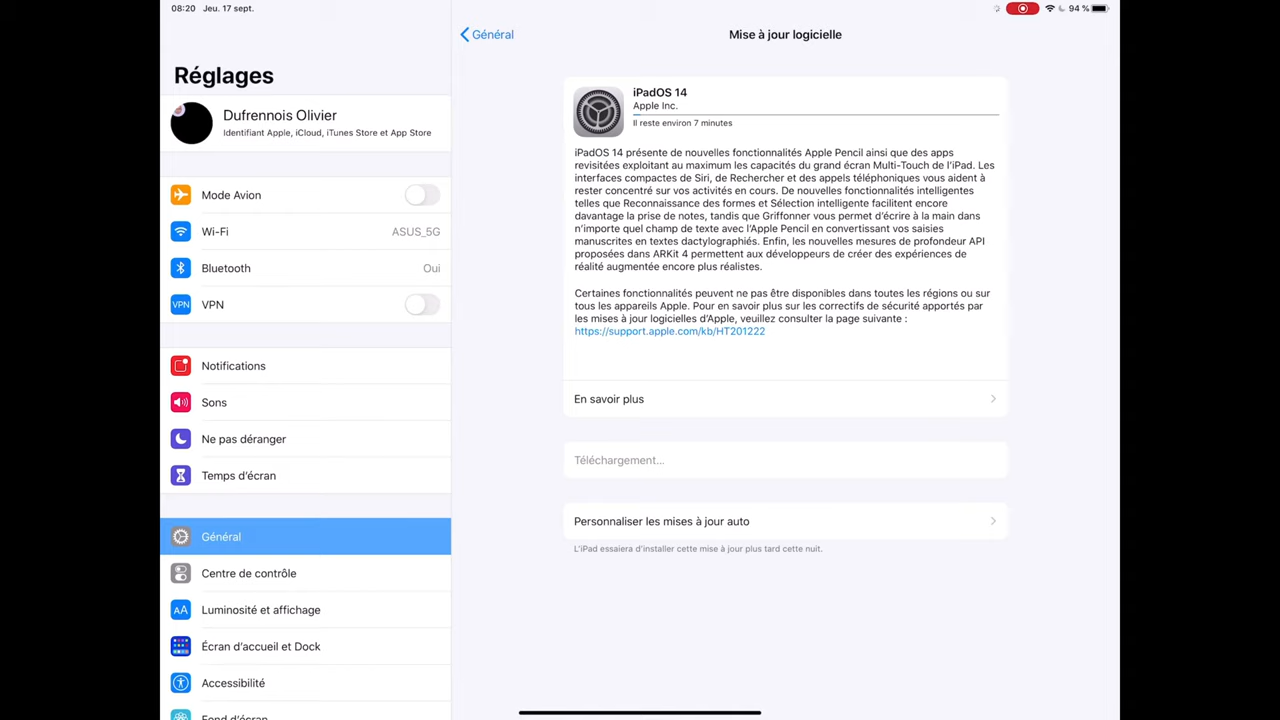 08:20 Jeu. 17 sept.
94 %
Réglages
Dufrennois Olivier
Identifiant Apple, iCloud, iTunes Store et App Store
Mode Avion
Wi-Fi ASUS_5G
Bluetooth Oui
VPN VPN
Notifications
Sons
Ne pas déranger
Temps d’écran
Général
Centre de contrôle
AA Luminosité et affichage
Écran d’accueil et Dock
Accessibilité
Fond d’écran
Général
Mise à jour logicielle
iPadOS 14
Apple Inc.
Il reste environ 7 minutes
iPadOS 14 présente de nouvelles fonctionnalités Apple Pencil ainsi que des apps
revisitées exploitant au maximum les capacités du grand écran Multi-Touch de l’iPad. Les
interfaces compactes de Siri, de Rechercher et des appels téléphoniques vous aident à
rester concentré sur vos activités en cours. De nouvelles fonctionnalités intelligentes
telles que Reconnaissance des formes et Sélection intelligente facilitent encore
davantage la prise de notes, tandis que Griffonner vous permet d’écrire à la main dans
n’importe quel champ de texte avec l’Apple Pencil en convertissant vos saisies
manuscrites en textes dactylographiés. Enfin, les nouvelles mesures de profondeur API
proposées dans ARKit 4 permettent aux développeurs de créer des expériences de
réalité augmentée encore plus réalistes.
Certaines fonctionnalités peuvent ne pas être disponibles dans toutes les régions ou sur
tous les appareils Apple. Pour en savoir plus sur les correctifs de sécurité apportés par
les mises à jour logicielles d’Apple, veuillez consulter la page suivante :
https://support.apple.com/kb/HT201222
En savoir plus
Téléchargement...
Personnaliser les mises à jour auto
L’iPad essaiera d’installer cette mise à jour plus tard cette nuit.